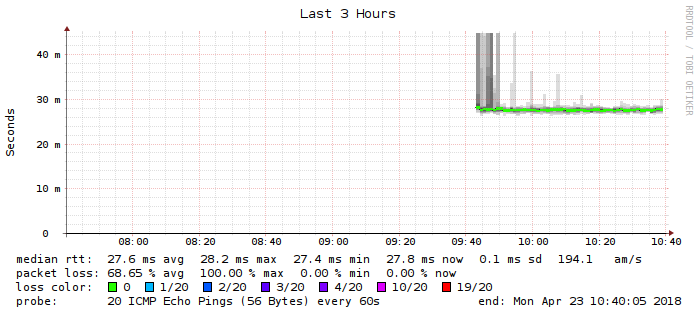 Last 3 Hours
RRDTOOL / TOBI OETIKER
Seconds
40 m
30 m
20 m
10 m
0
08:00 08:20 08:40 09:00 09:20 09:40 10:00 10:20 10:40
median rtt: 27.6 ms avg 28.2 ms max 27.4 ms min 27.8 ms now 0.1 ms sd 194.1 am/s
packet loss: 68.65 % avg 100.00 % max 0.00 % min 0.00 % now
loss color: 0 1/20 2/20 3/20 4/20 10/20 19/20
probe: 20 ICMP Echo Pings (56 Bytes) every 60s end: Mon Apr 23 10:40:05 2018